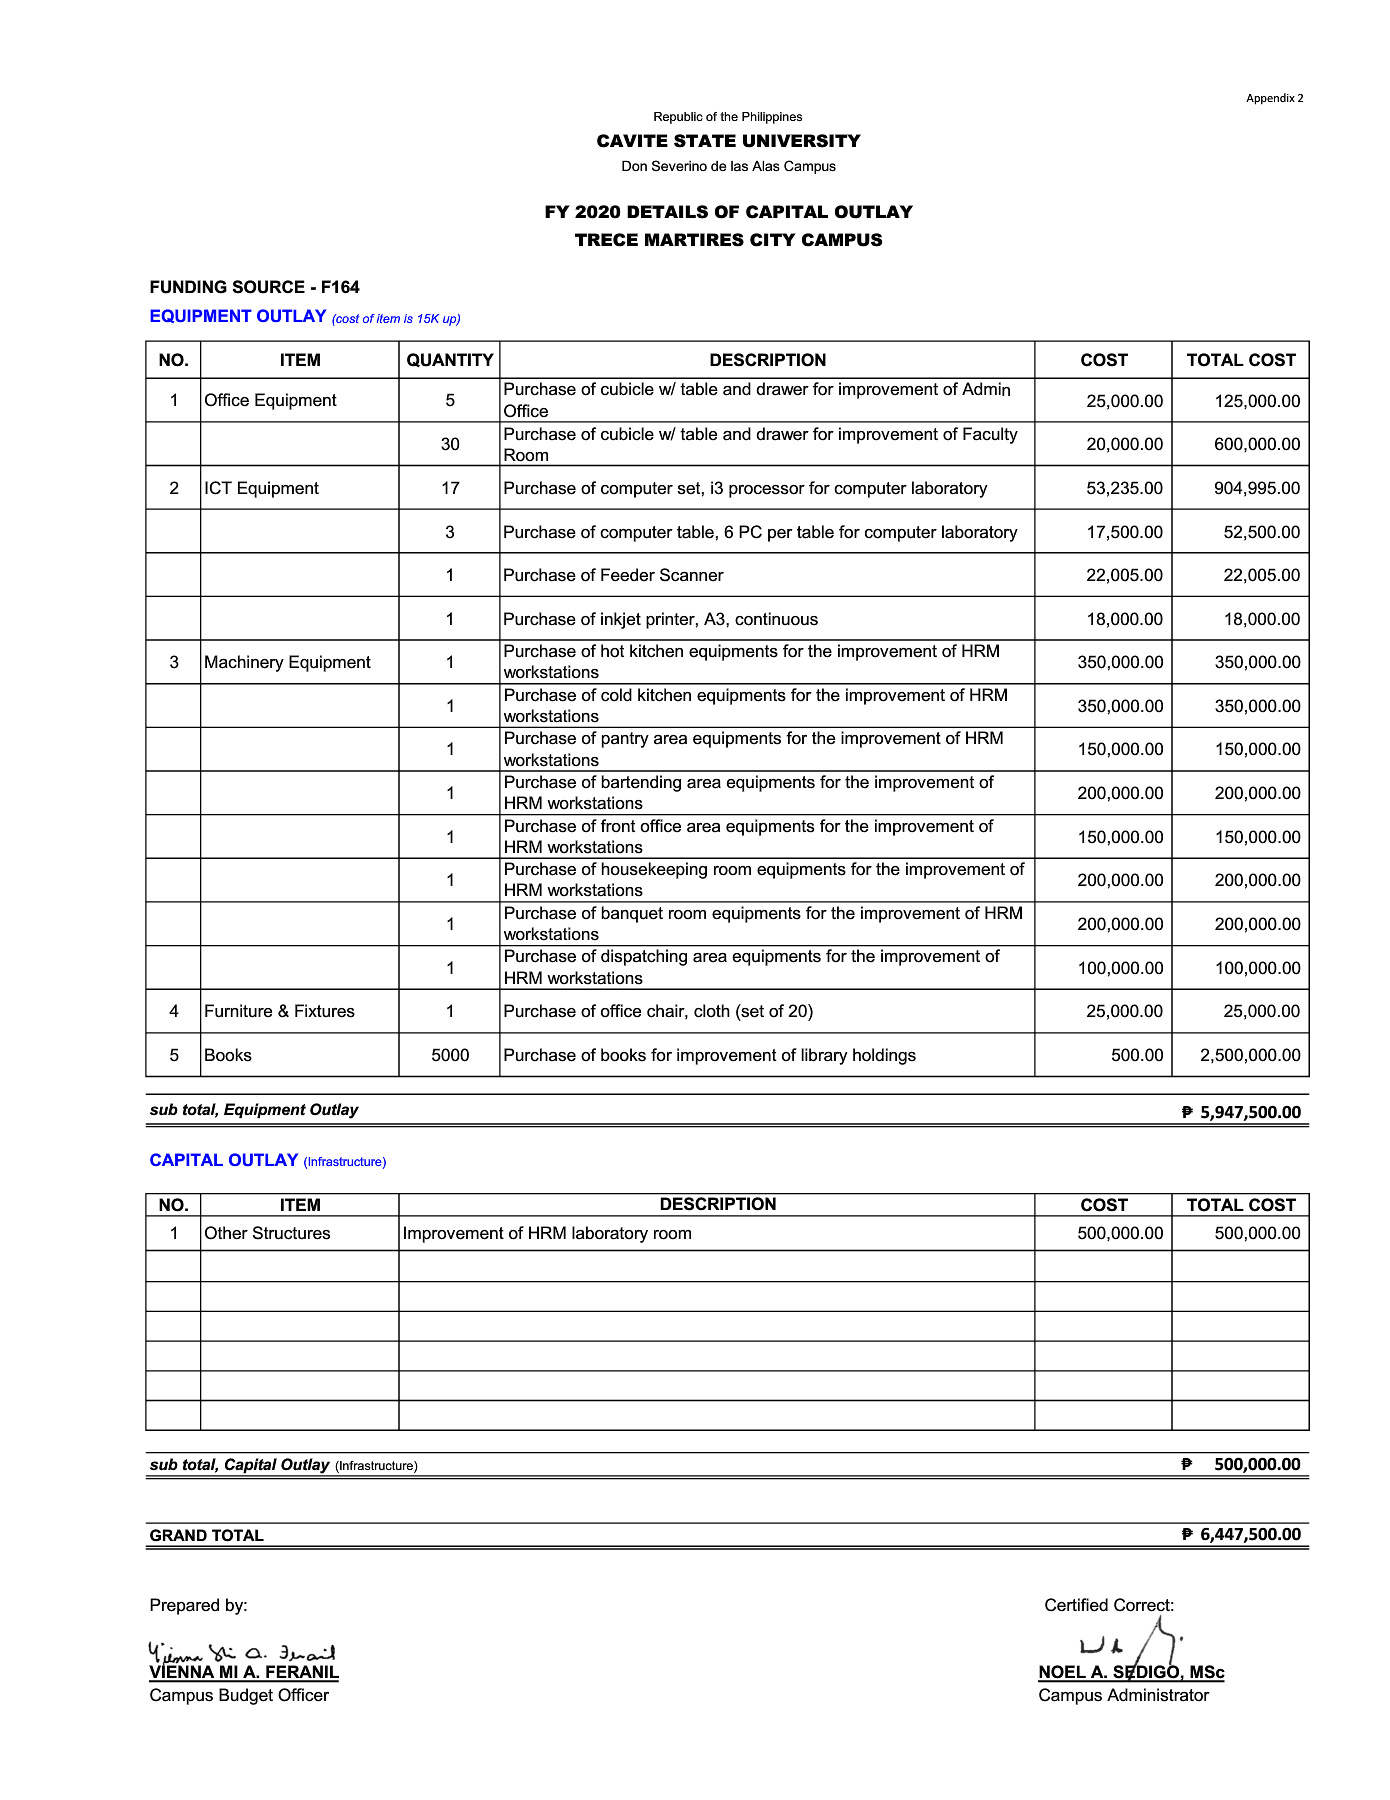 Appendix 2
Republic of the Philippines
CAVITE STATE UNIVERSITY
Don Severino de las Alas Campus
FY 2020 DETAILS OF CAPITAL OUTLAY
TRECE MARTIRES CITY CAMPUS
FUNDING SOURCE - F164
EQUIPMENT OUTLAY (cost of item is 15K up)
NO. ITEM QUANTITY DESCRIPTION COST TOTAL COST
1 Office Equipment 5 Purchase of cubicle w/ table and drawer for improvement of Admin
Office 25,000.00 125,000.00
30 Purchase of cubicle w/ table and drawer for improvement of Faculty
Room 20,000.00 600,000.00
2 ICT Equipment 17 Purchase of computer set, i3 processor for computer laboratory 53,235.00 904,995.00
3 Purchase of computer table, 6 PC per table for computer laboratory 17,500.00 52,500.00
1 Purchase of Feeder Scanner 22,005.00 22,005.00
1 Purchase of inkjet printer, A3, continuous 18,000.00 18,000.00
3 Machinery Equipment 1 Purchase of hot kitchen equipments for the improvement of HRM
workstations 350,000.00 350,000.00
1 Purchase of cold kitchen equipments for the improvement of HRM
workstations 350,000.00 350,000.00
1 Purchase of pantry area equipments for the improvement of HRM
workstations 150,000.00 150,000.00
1 Purchase of bartending area equipments for the improvement of
HRM workstations 200,000.00 200,000.00
1 Purchase of front office area equipments for the improvement of
HRM workstations 150,000.00 150,000.00
1 Purchase of housekeeping room equipments for the improvement of
HRM workstations 200,000.00 200,000.00
1 Purchase of banquet room equipments for the improvement of HRM
workstations 200,000.00 200,000.00
1 Purchase of dispatching area equipments for the improvement of
HRM workstations 100,000.00 100,000.00
4 Furniture & Fixtures 1 Purchase of office chair, cloth (set of 20) 25,000.00 25,000.00
5 Books 5000 Purchase of books for improvement of library holdings 500.00 2,500,000.00
sub total, Equipment Outlay ₱ 5,947,500.00
CAPITAL OUTLAY (Infrastructure)
NO. ITEM DESCRIPTION COST TOTAL COST
1 Other Structures Improvement of HRM laboratory room 500,000.00 500,000.00
sub total, Capital Outlay (Infrastructure) ₱ 500,000.00
GRAND TOTAL ₱ 6,447,500.00
Prepared by: Certified Correct:
Vienna Mi A. Feranil
VIENNA MI A. FERANIL NOEL A. SEDIGO, MSc
Campus Budget Officer Campus Administrator